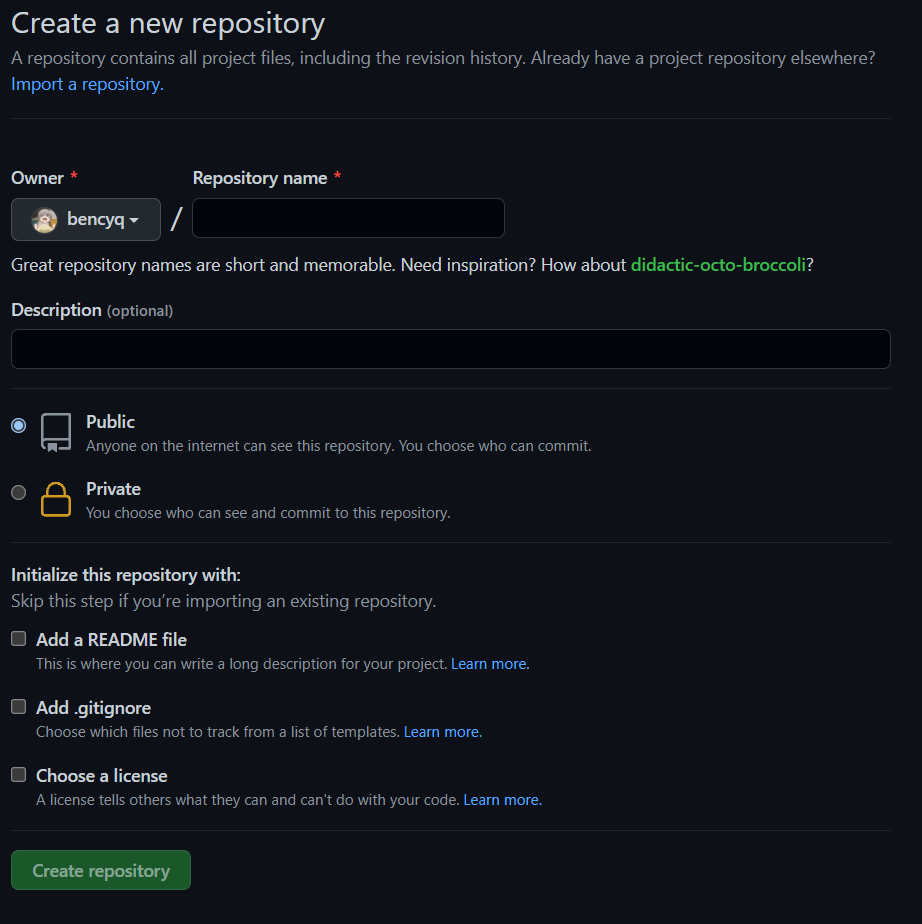 Create a new repository
A repository contains all project files, including the revision history. Already have a project repository elsewhere?
Import a repository.
Owner * Repository name *
bencyq /
Great repository names are short and memorable. Need inspiration? How about didactic-octo-broccoli?
Description (optional)
Public
Anyone on the internet can see this repository. You choose who can commit.
Private
You choose who can see and commit to this repository.
Initialize this repository with:
Skip this step if you’re importing an existing repository.
Add a README file
This is where you can write a long description for your project. Learn more.
Add .gitignore
Choose which files not to track from a list of templates. Learn more.
Choose a license
A license tells others what they can and can't do with your code. Learn more.
Create repository